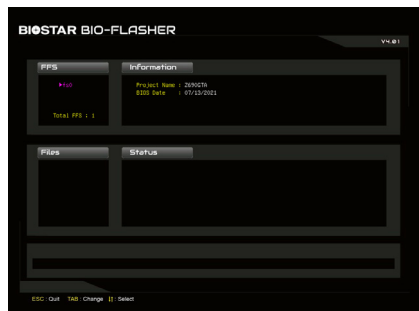 BIOSTAR BIO-FLASHER
V4.01
FFS
Information
Project Name : Z690GTA
BIOS Date : 07/13/2021
Total FFS : 1
Files
Status
ESC : Quit TAB : Change : Select